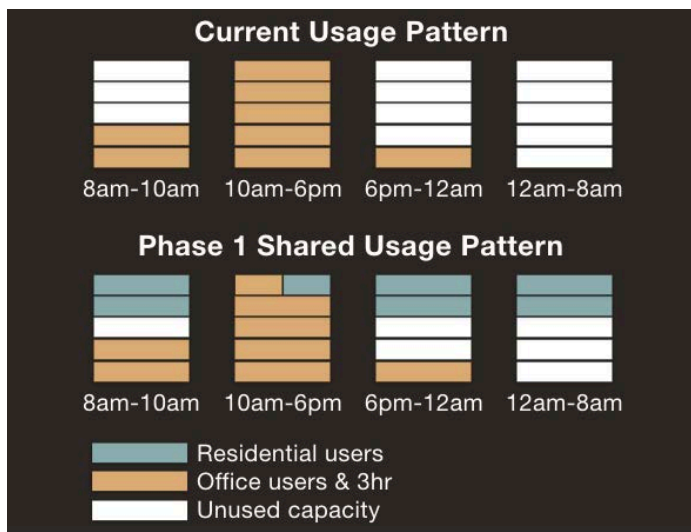 Current Usage Pattern
8am-10am 10am-6pm 6pm-12am 12am-8am
Phase 1 Shared Usage Pattern
8am-10am 10am-6pm 6pm-12am 12am-8am
Residential users
Office users & 3hr
Unused capacity